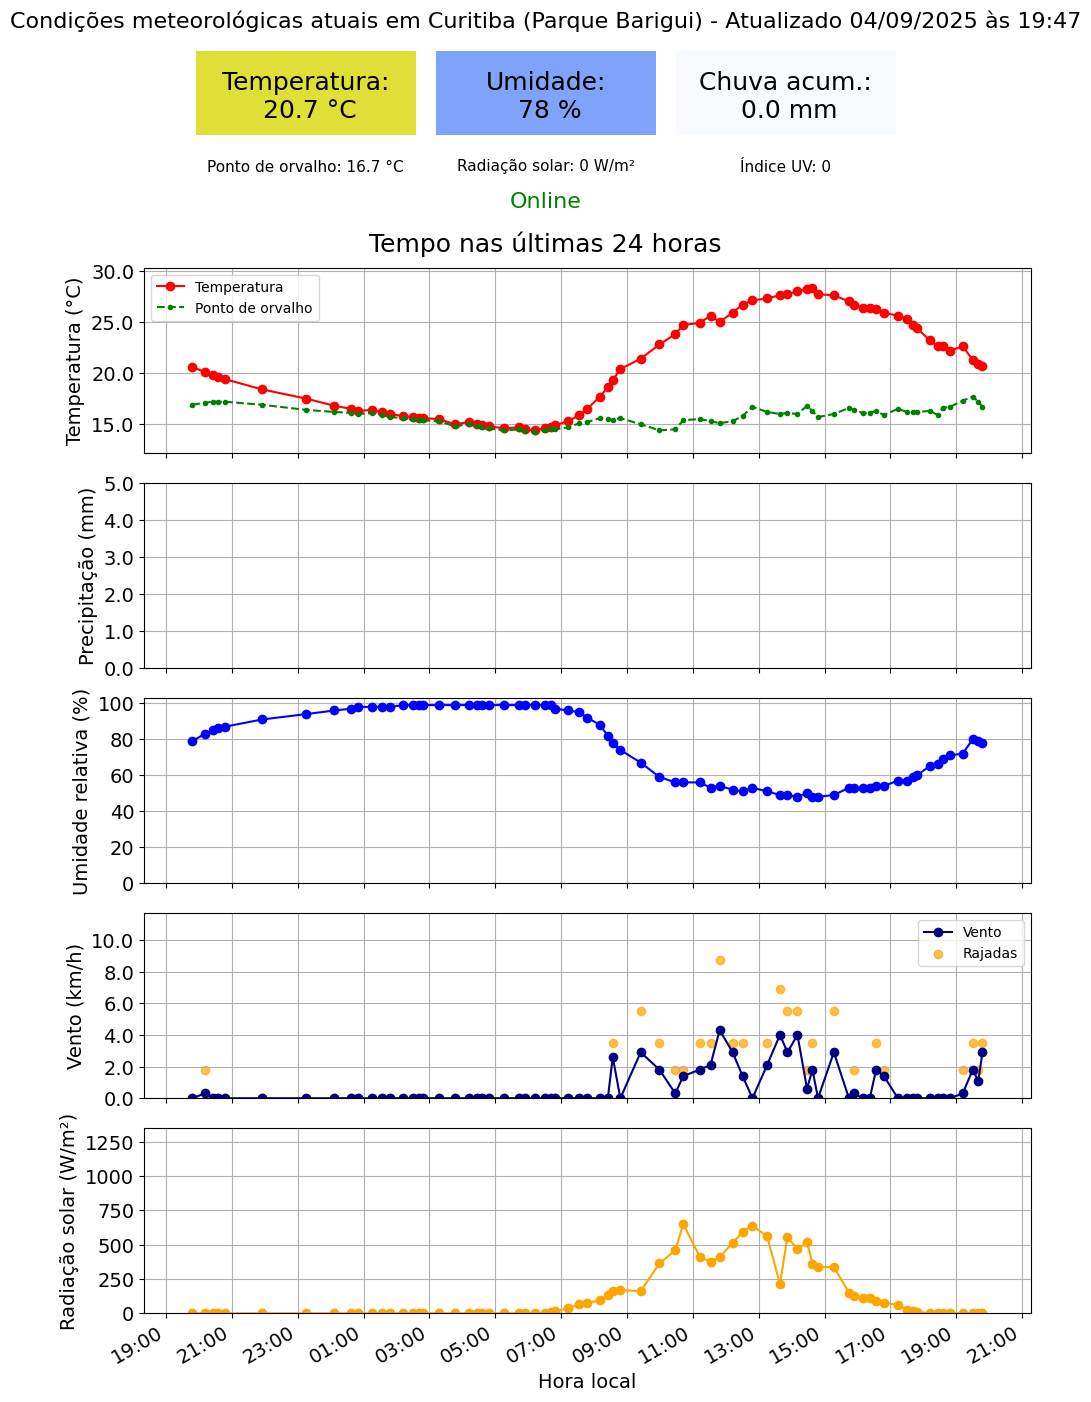 Condições meteorológicas atuais em Curitiba (Parque Barigui) - Atualizado 04/09/2025 às 19:47
Temperatura:
20.7 °C
Umidade:
78 %
Chuva acum.:
0.0 mm
Ponto de orvalho: 16.7 °C
Radiação solar: 0 W/m²
Índice UV: 0
Online
Tempo nas últimas 24 horas
Temperatura (°C)
30.0
25.0
20.0
15.0
Temperatura
Ponto de orvalho
Precipitação (mm)
5.0
4.0
3.0
2.0
1.0
0.0
Umidade relativa (%)
100
80
60
40
20
0
Vento (km/h)
10.0
8.0
6.0
4.0
2.0
0.0
Vento
Rajadas
Radiação solar (W/m²)
1250
1000
750
500
250
0
19:00
21:00
23:00
01:00
03:00
05:00
07:00
09:00
11:00
13:00
15:00
17:00
19:00
21:00
Hora local